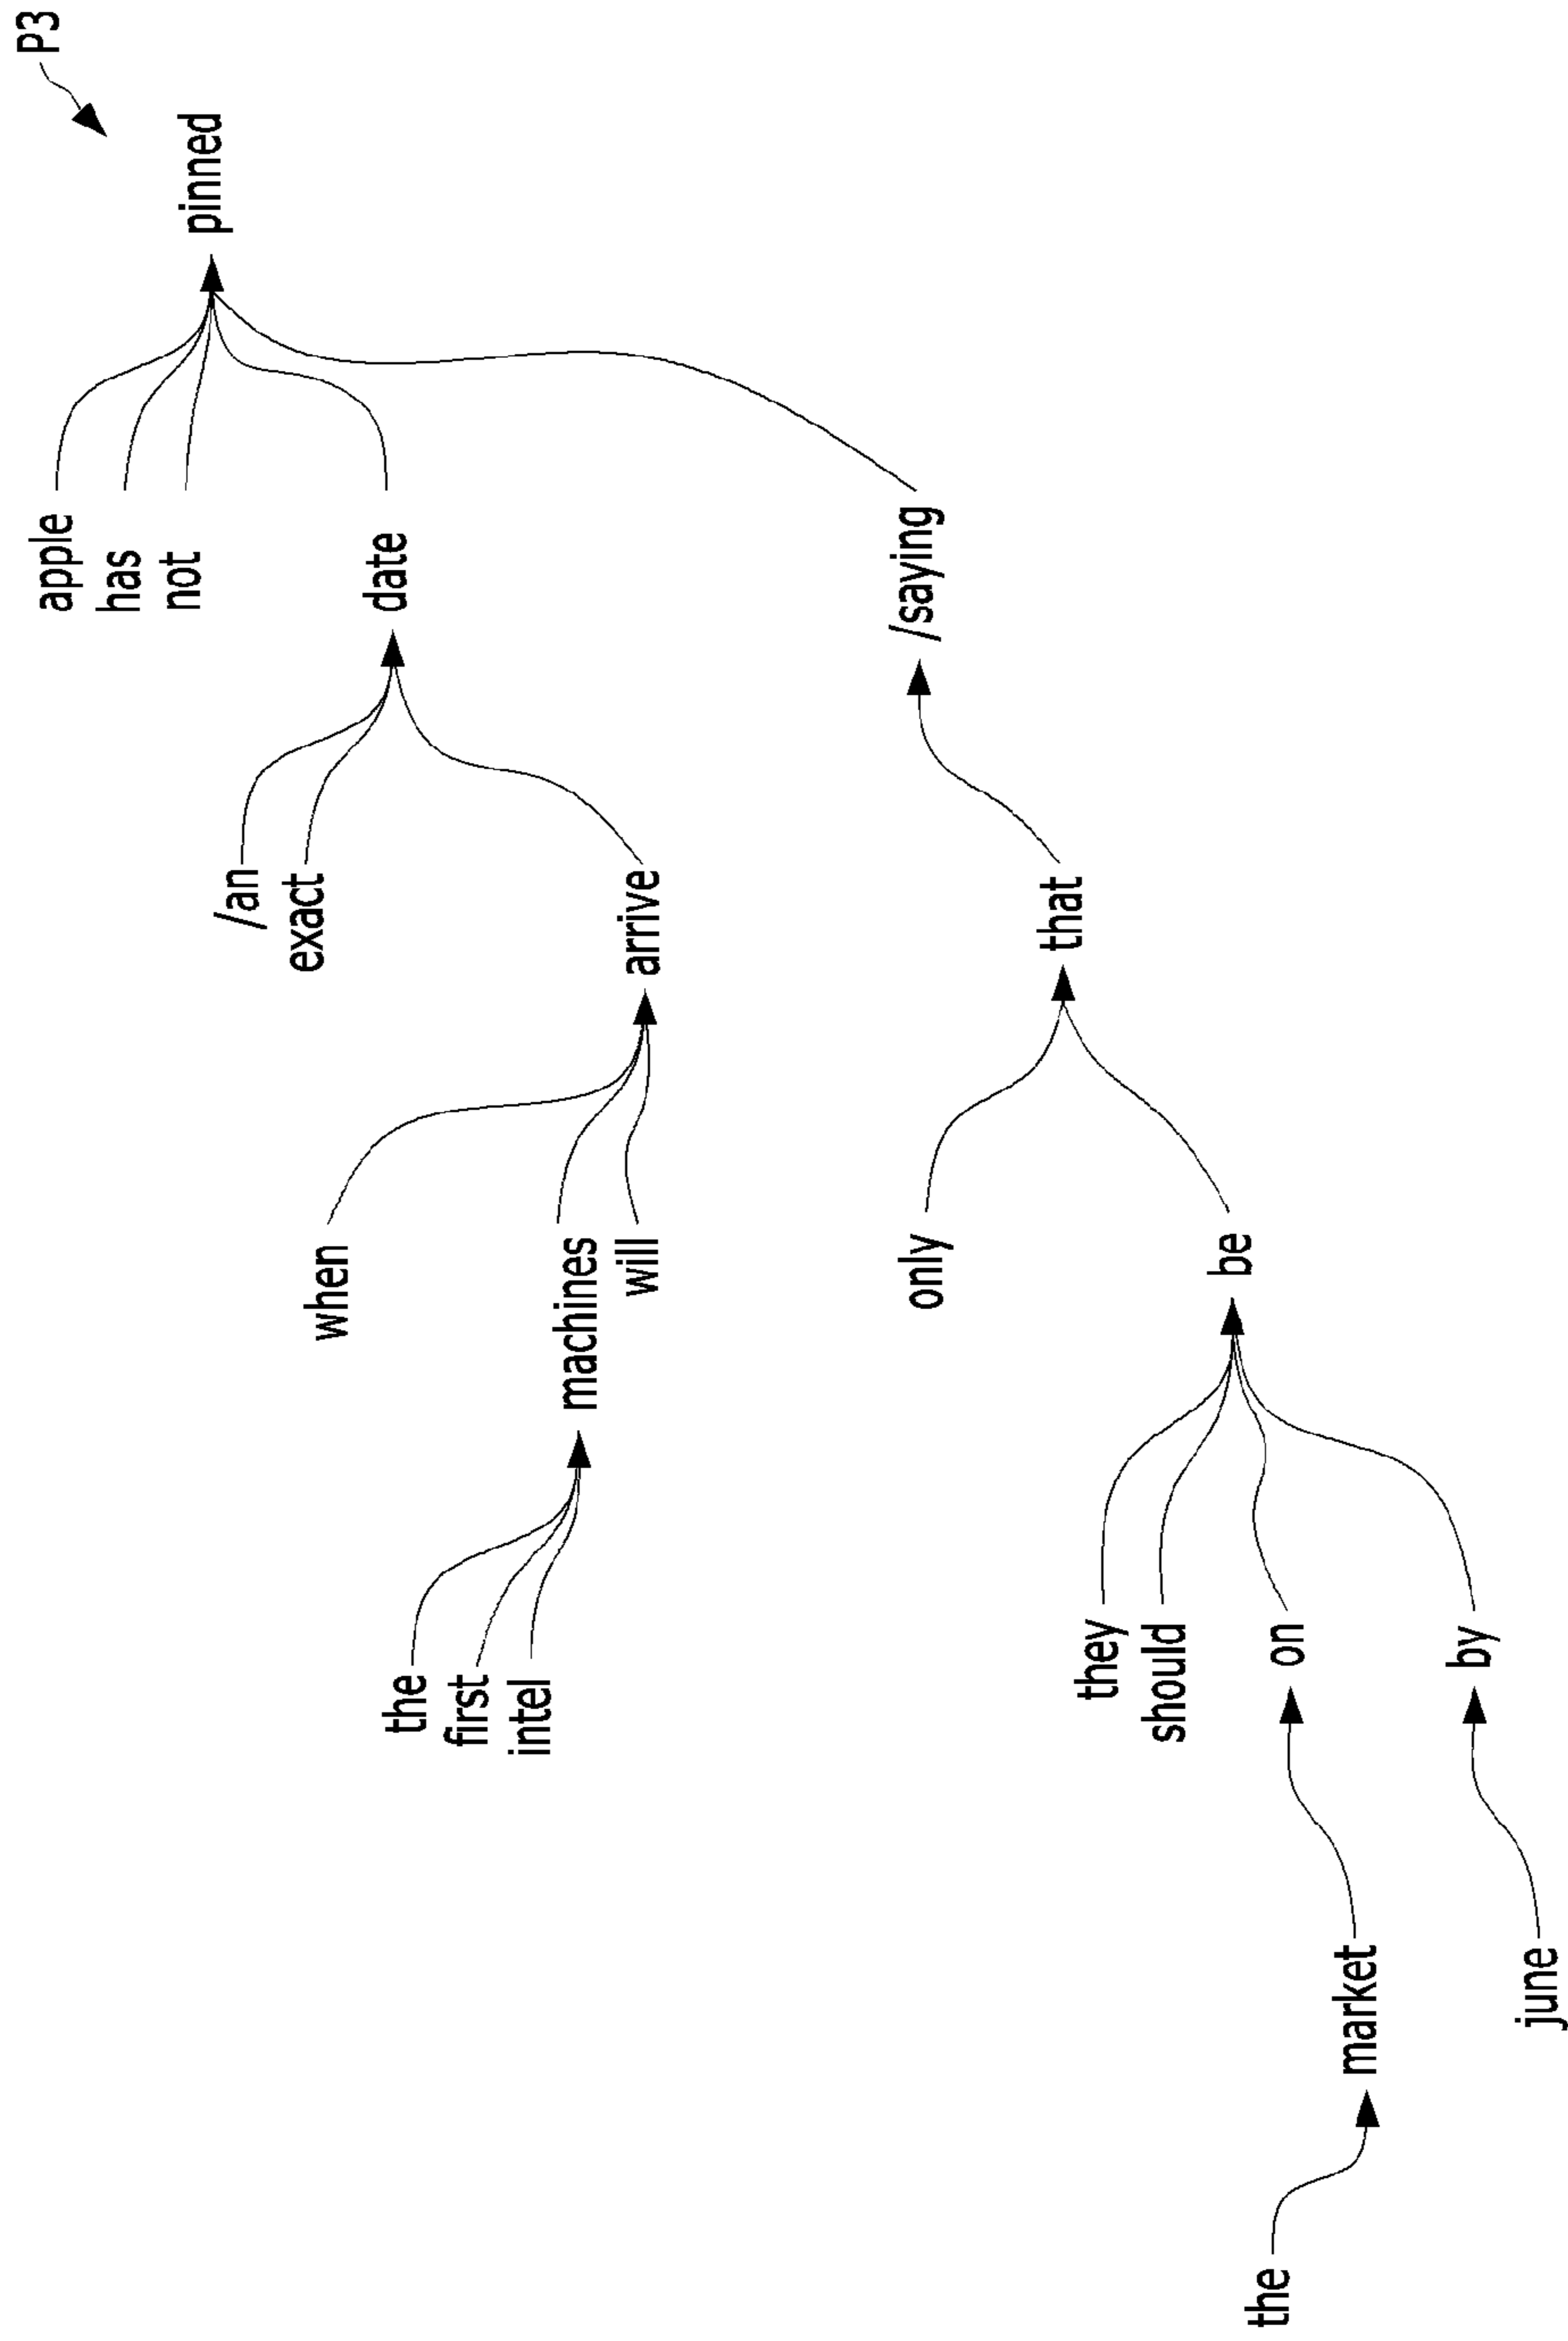 P3
pinned
apple
has
not
date
/saying
/an
exact
arrive
that
when
machines
will
only
be
the
first
intel
they
should
on
by
market
june
the